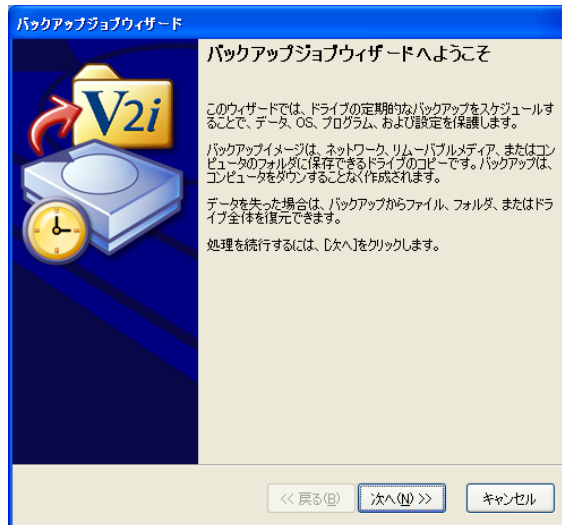 バックアップジョブウィザード
バックアップジョブウィザードへようこそ
V2i
このウィザードでは、ドライブの定期的なバックアップをスケジュールす
ることで、データ、OS、プログラム、および設定を保護します。
バックアップイメージは、ネットワーク、リムーバブルメディア、またはコン
ピュータのフォルダに保存できるドライブのコピーです。バックアップは、
コンピュータをダウンすることなく作成されます。
データを失った場合は、バックアップからファイル、フォルダ、またはドラ
イブ全体を復元できます。
処理を続行するには、[次へ]をクリックします。
<< 戻る(B)
次へ(N) >>
キャンセル